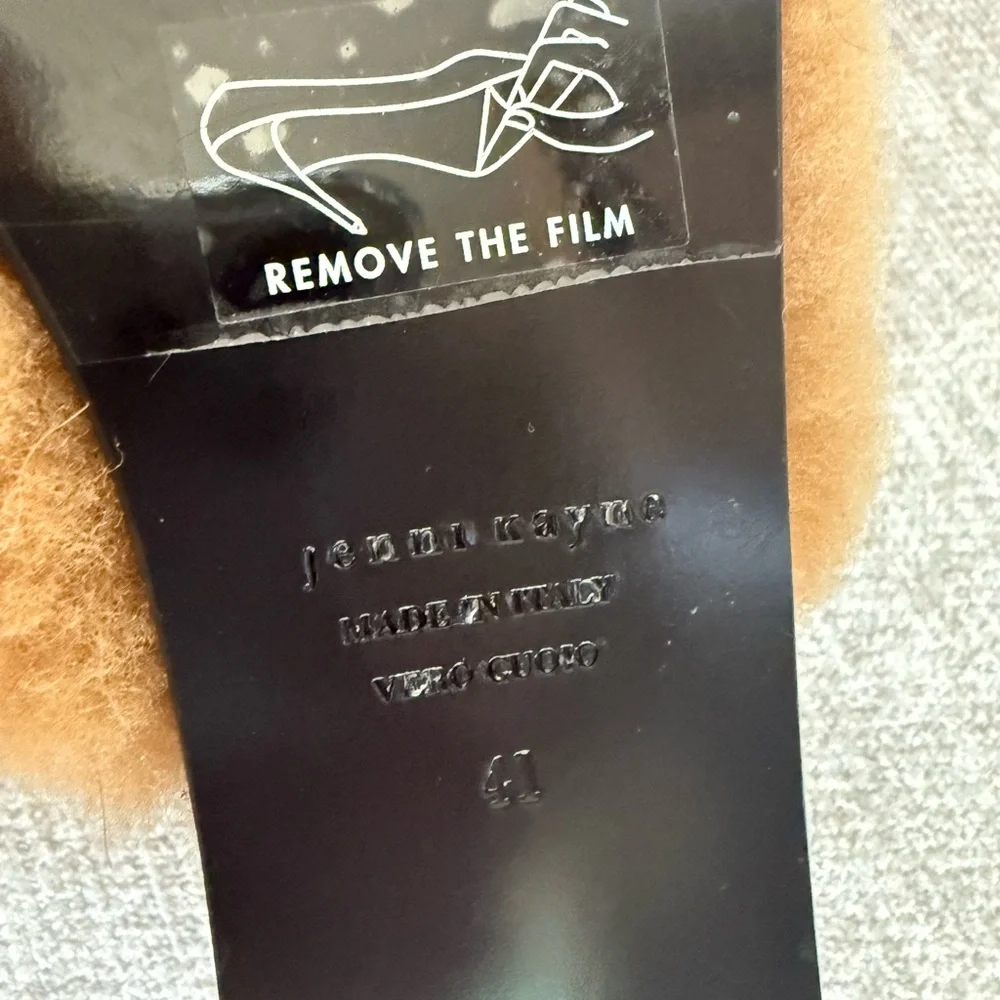 REMOVE THE FILM
jenni kayne
MADE IN ITALY
VERO CUOIO
41